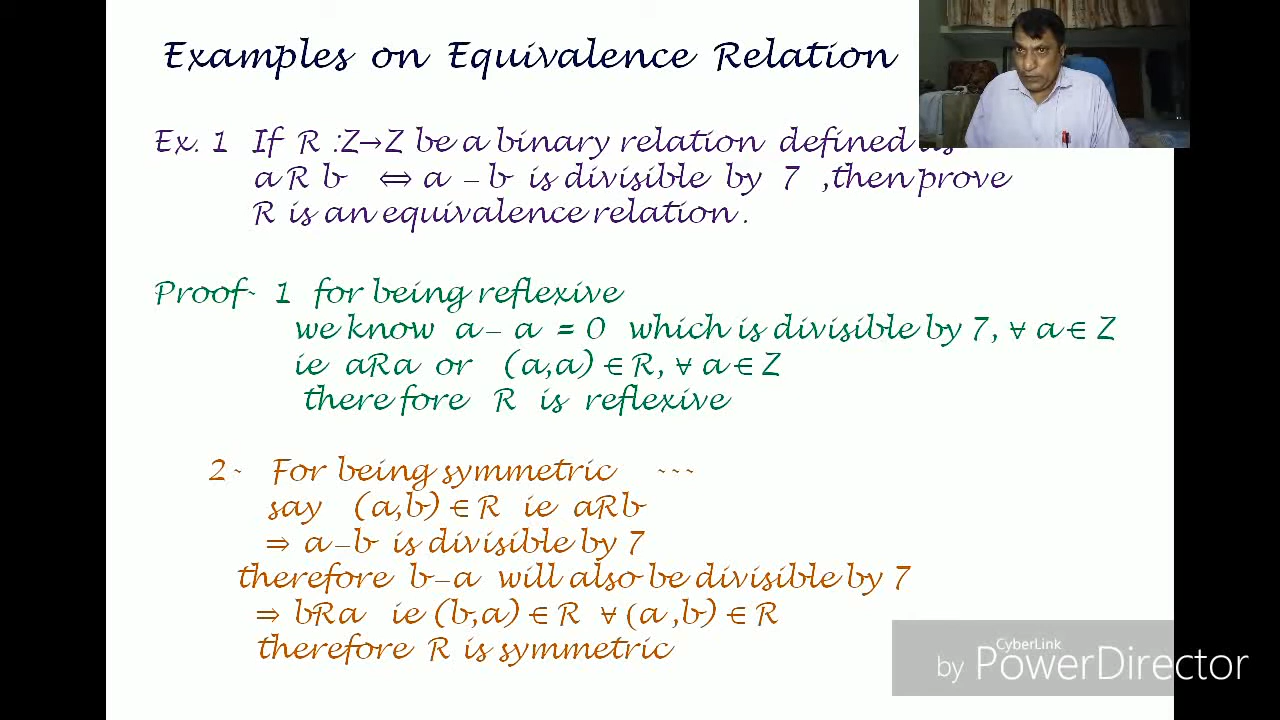 Examples on Equivalence Relation
Ex. 1 If R :Z→Z be a binary relation defined
a R b ⇔ a – b is divisible by 7 ,then prove
R is an equivalence relation .
Proof- 1 for being reflexive
we know a – a = 0 which is divisible by 7, ∀ a ∈ Z
ie aRa or (a,a) ∈ R, ∀ a ∈ Z
there fore R is reflexive
2- For being symmetric ---
say (a,b) ∈ R ie aRb
⇒ a–b is divisible by 7
therefore b–a will also be divisible by 7
⇒ bRa ie (b,a) ∈ R ∀ (a ,b) ∈ R
therefore R is symmetric
CyberLink
by PowerDirector